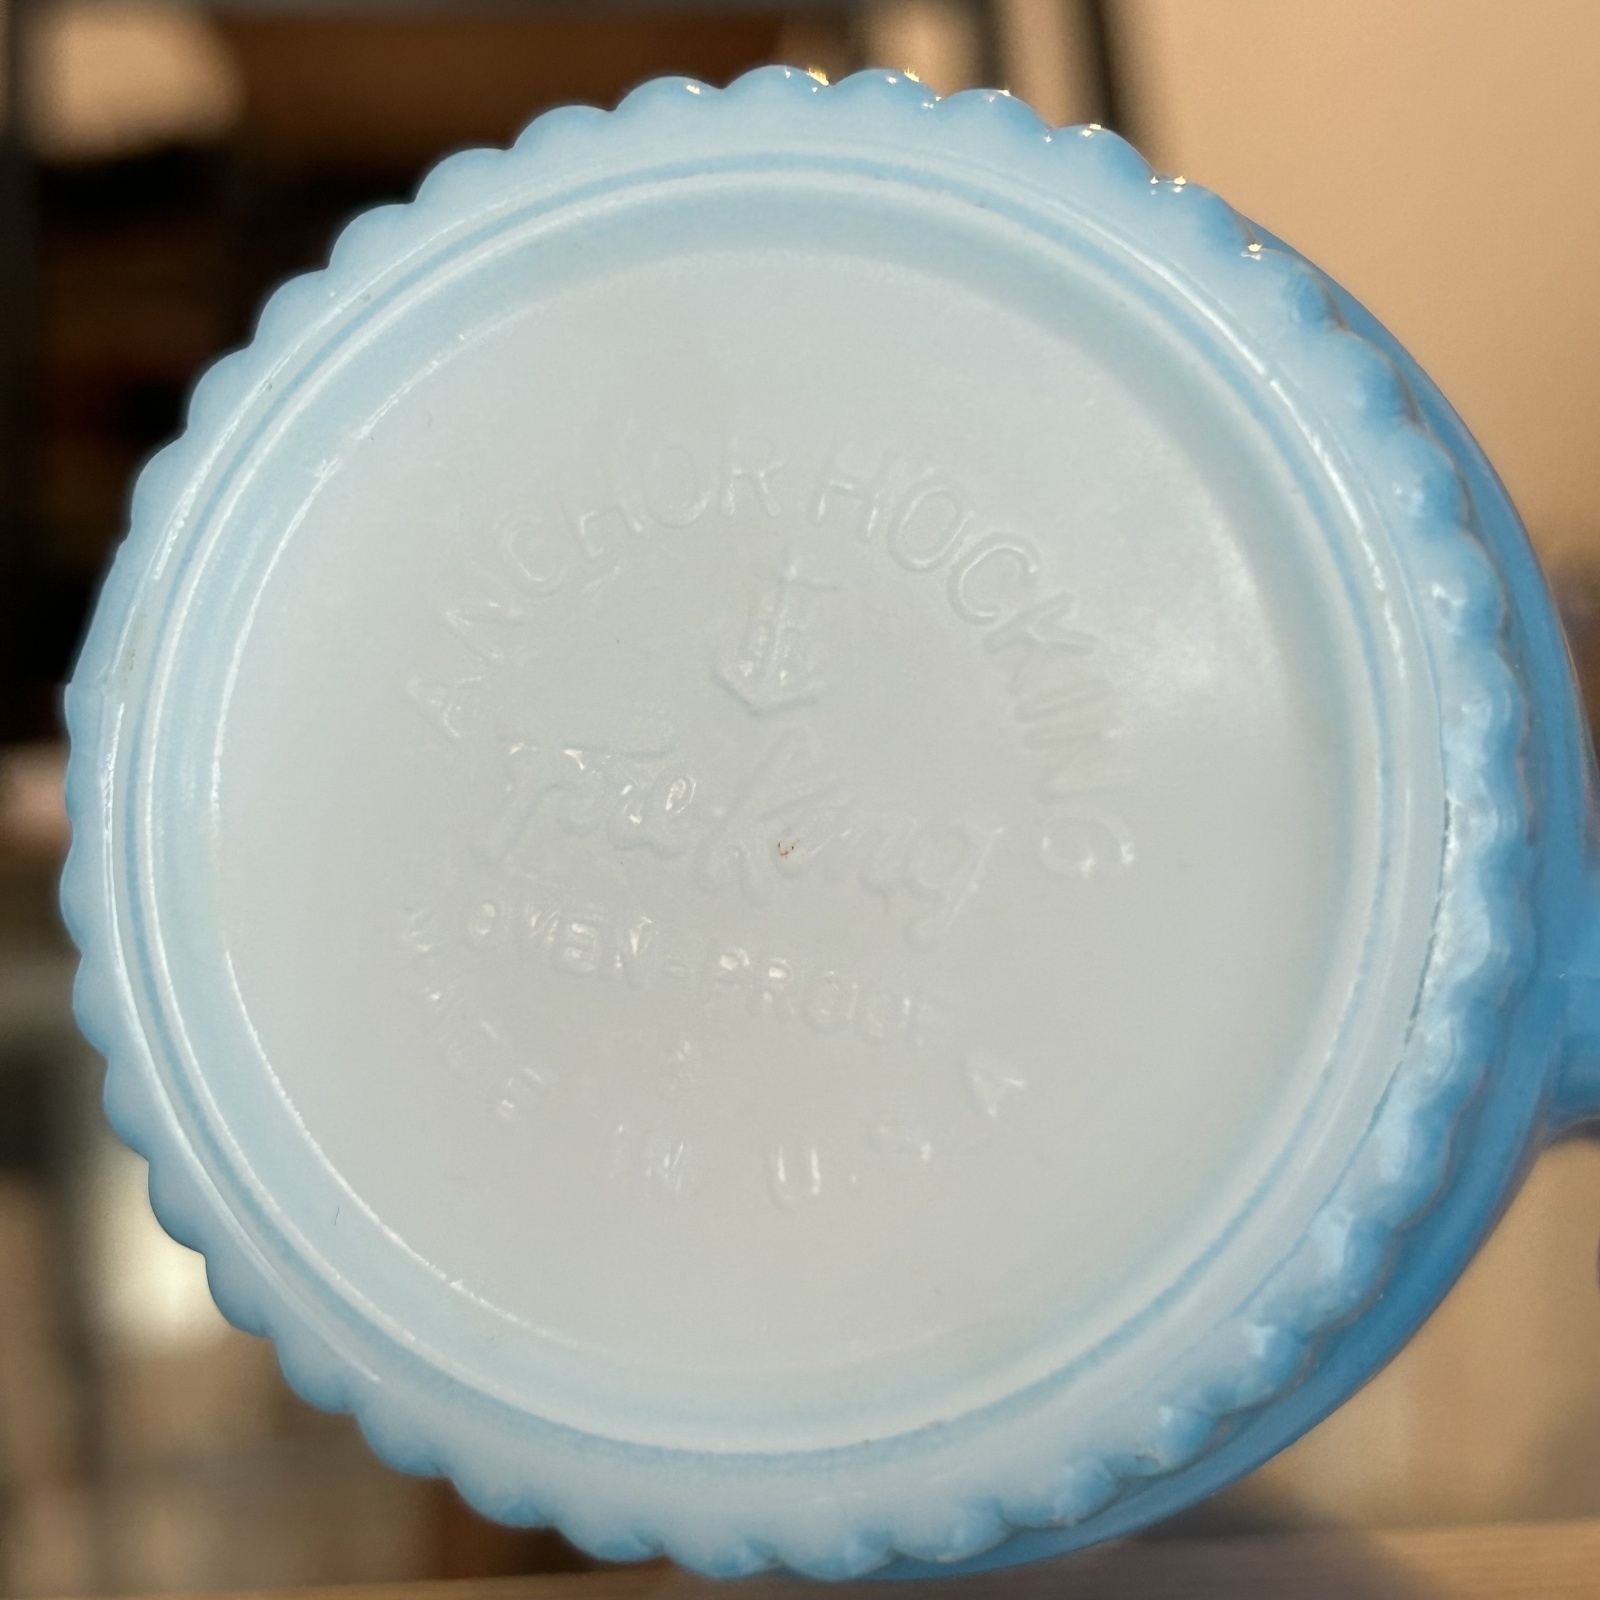 ANCHOR HOCKING
Fire King
OVEN-PROOF
MADE IN U.S.A